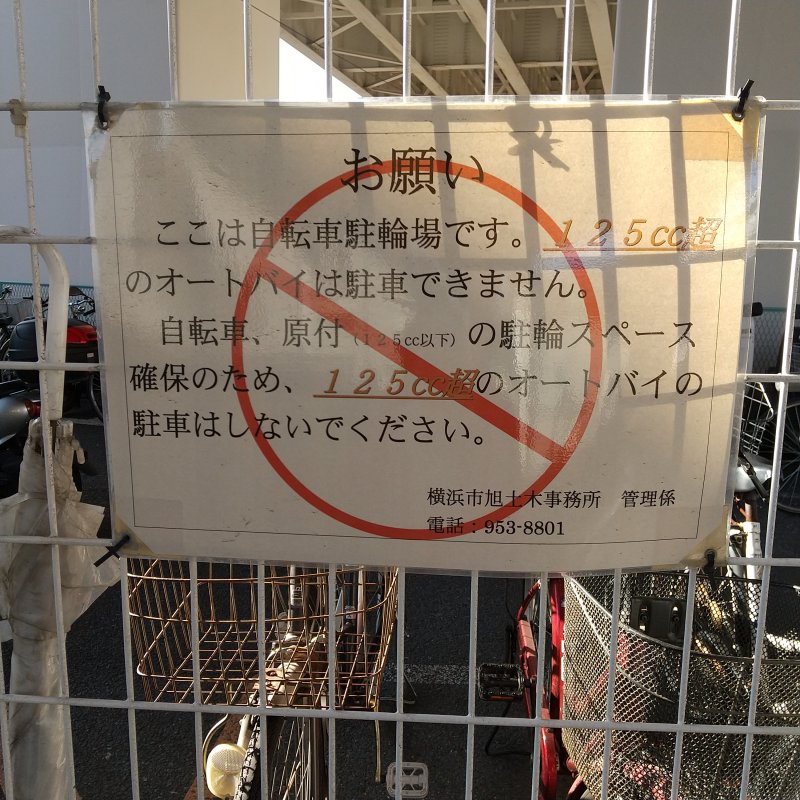 お願い
ここは自転車駐輪場です。１２５㏄超
のオートバイは駐車できません。
自転車、原付（１２５㏄以下）の駐輪スペース
確保のため、１２５㏄超のオートバイの
駐車はしないでください。
横浜市旭土木事務所　管理係
電話：953-8801